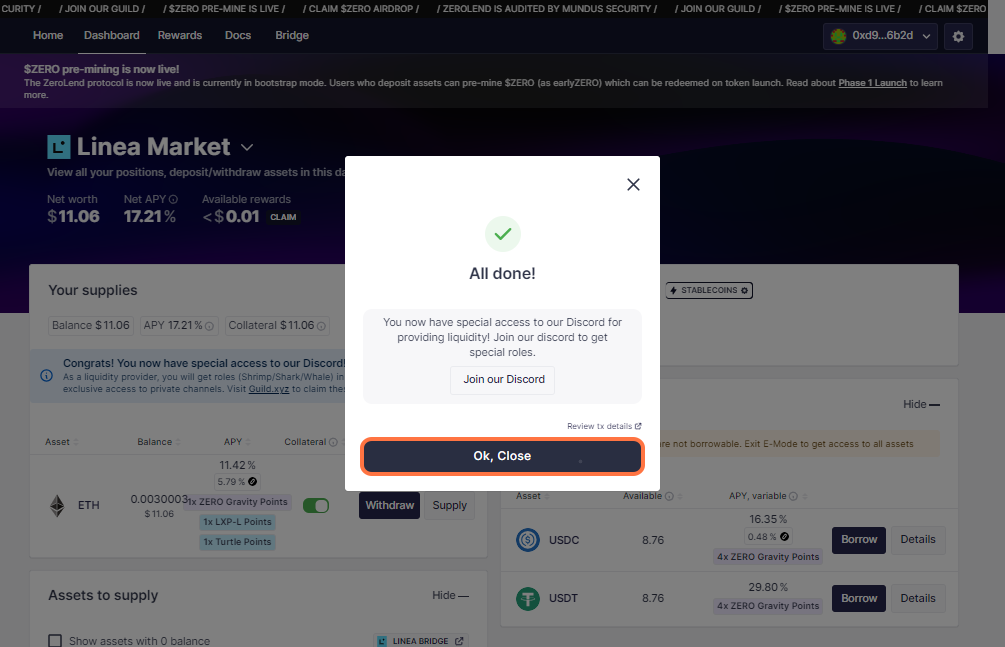 CURITY /
/ JOIN OUR GUILD /
/ $ZERO PRE-MINE IS LIVE /
/ CLAIM $ZERO AIRDROP /
/ ZEROLEND IS AUDITED BY MUNDUS SECURITY /
/ JOIN OUR GUILD /
/ $ZERO PRE-MINE IS LIVE /
/ CLAIM $ZERO
Home
Dashboard
Rewards
Docs
Bridge
0xd9...6b2d
$ZERO pre-mining is now live!
The ZeroLend protocol is now live and is currently in bootstrap mode. Users who deposit assets can pre-mine $ZERO (as earlyZERO) which can be redeemed on token launch. Read about Phase 1 Launch to learn
more.
Linea Market
View all your positions, deposit/withdraw assets in this da
Net worth
Net APY
Available rewards
$11.06
17.21%
<$0.01
CLAIM
All done!
You now have special access to our Discord for
providing liquidity! Join our discord to get
special roles.
Join our Discord
Review tx details
Ok, Close
Your supplies
Balance $11.06
APY 17.21%
Collateral $11.06
Congrats! You now have special access to our Discord!
As a liquidity provider, you will get roles (Shrimp/Shark/Whale) in
exclusive access to private channels. Visit Guild.xyz to claim thes
Asset
Balance
APY
Collateral
ETH
0.0030003
$11.06
11.42%
5.79%
1x ZERO Gravity Points
1x LXP-L Points
1x Turtle Points
Withdraw
Supply
Assets to supply
Hide
Show assets with 0 balance
LINEA BRIDGE
STABLECOINS
Hide
are not borrowable. Exit E-Mode to get access to all assets
Asset
Available
APY, variable
USDC
8.76
16.35%
0.48%
4x ZERO Gravity Points
Borrow
Details
USDT
8.76
29.80%
4x ZERO Gravity Points
Borrow
Details